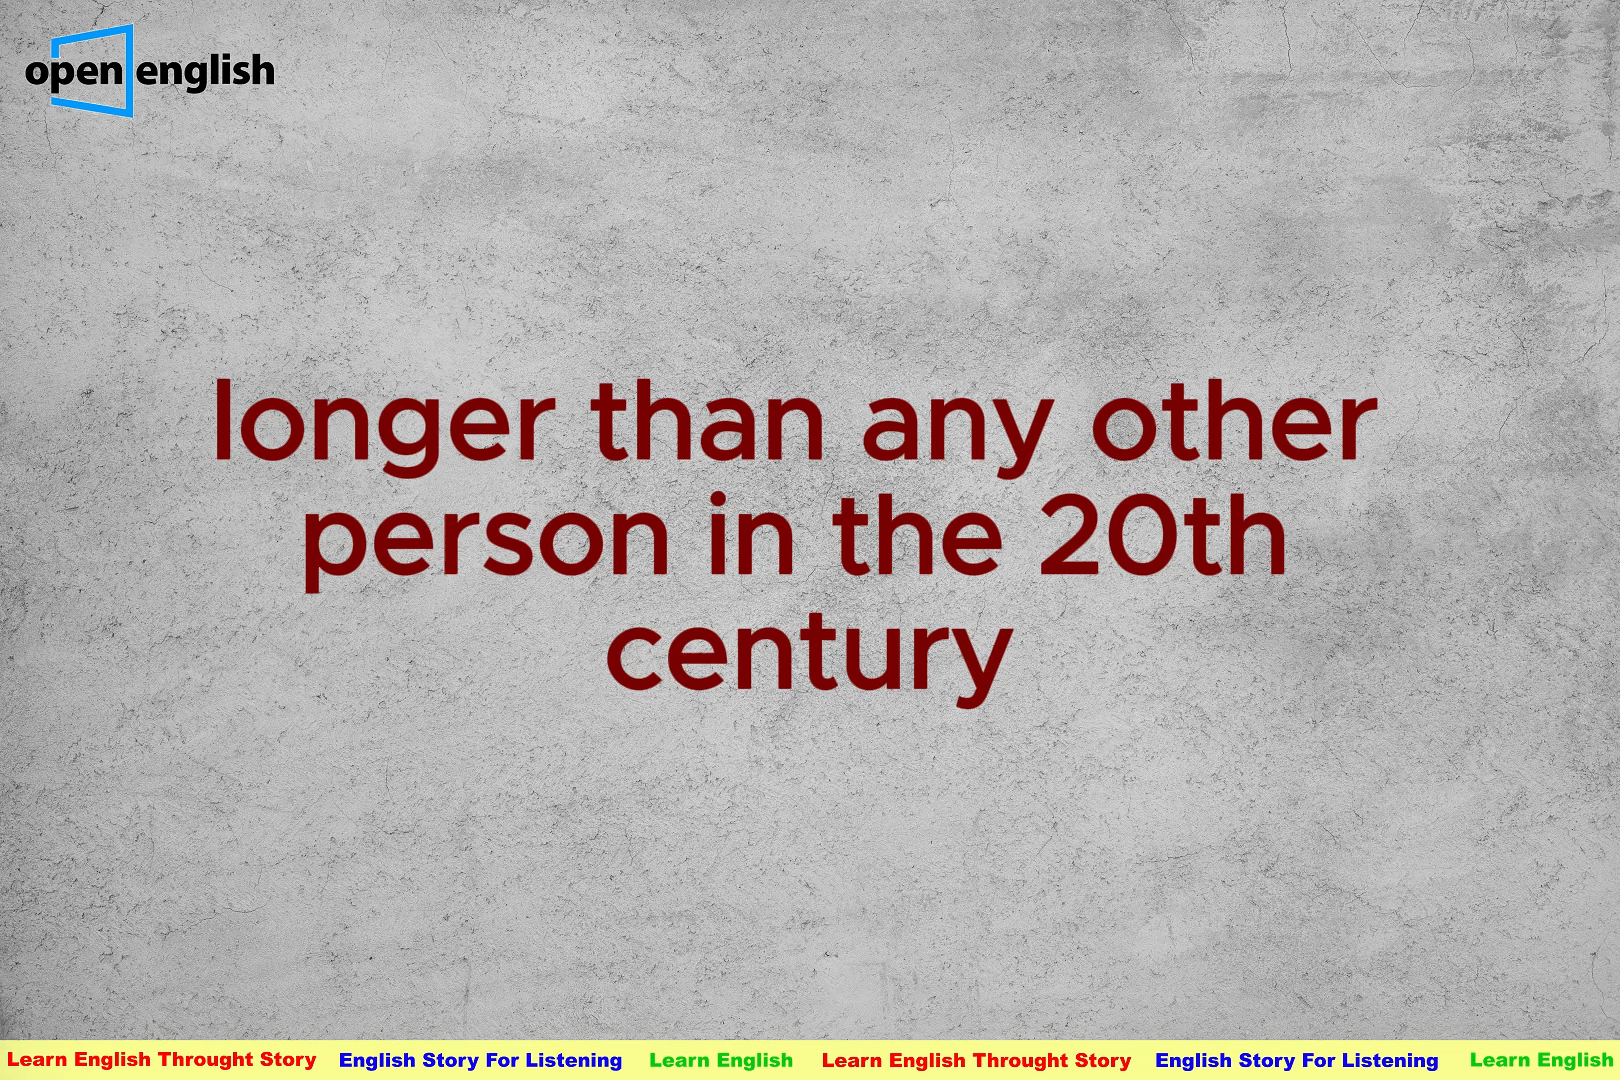 open english
longer than any other
person in the 20th
century
Learn English Throught Story English Story For Listening Learn English Learn English Throught Story English Story For Listening Learn English